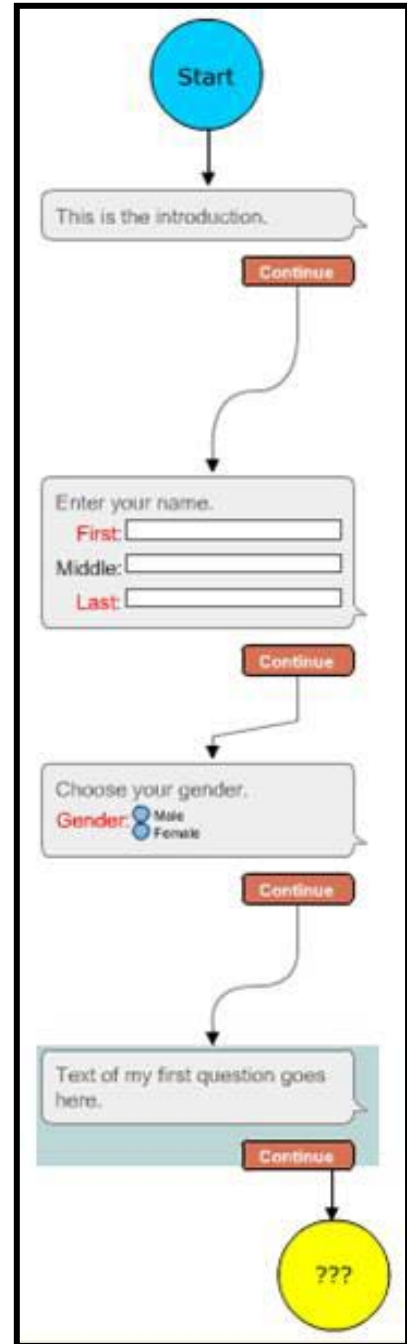 Start
This is the introduction.
Continue
Enter your name.
First:
Middle:
Last:
Continue
Choose your gender.
Gender: Male
Female
Continue
Text of my first question goes
here.
Continue
???